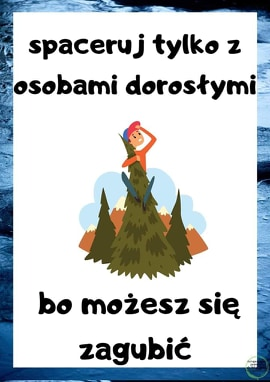 spaceruj tylko z
osobami dorosłymi
bo możesz się
zagubić